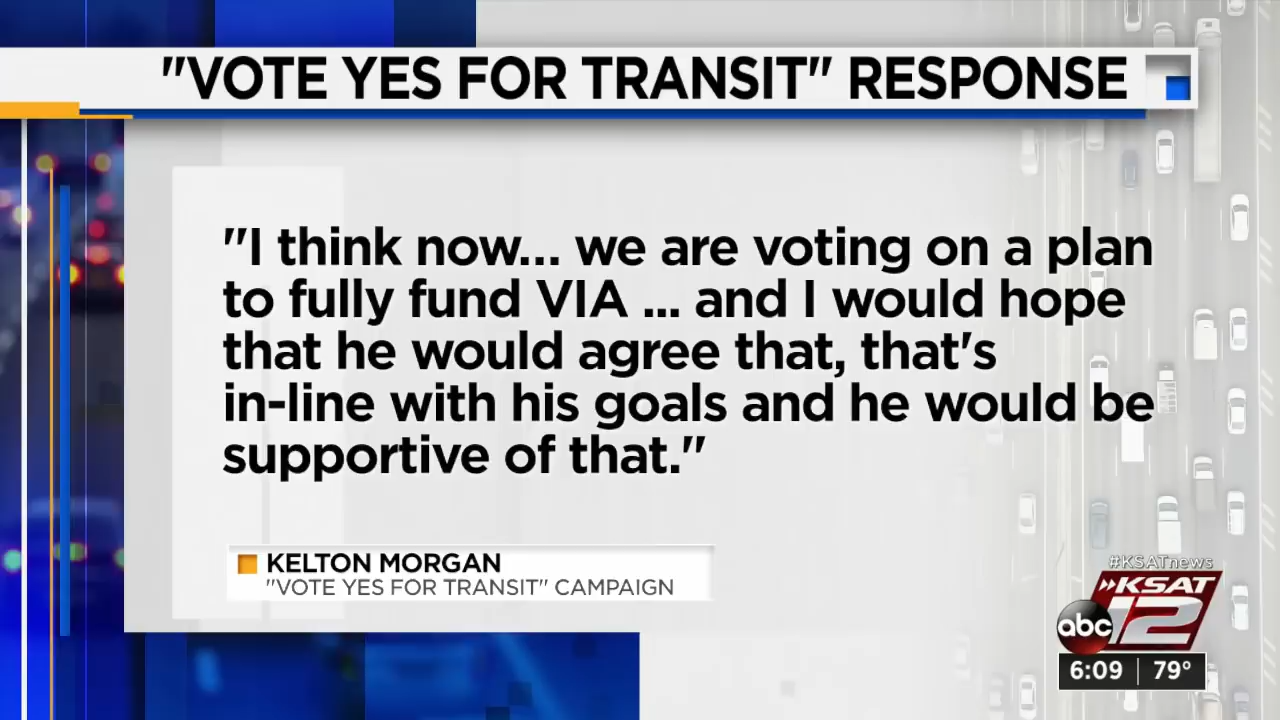 "VOTE YES FOR TRANSIT" RESPONSE
"I think now... we are voting on a plan
to fully fund VIA ... and I would hope
that he would agree that, that's
in-line with his goals and he would be
supportive of that."
KELTON MORGAN
"VOTE YES FOR TRANSIT" CAMPAIGN
#KSATnews
KSAT
abc 12
6:09 79°